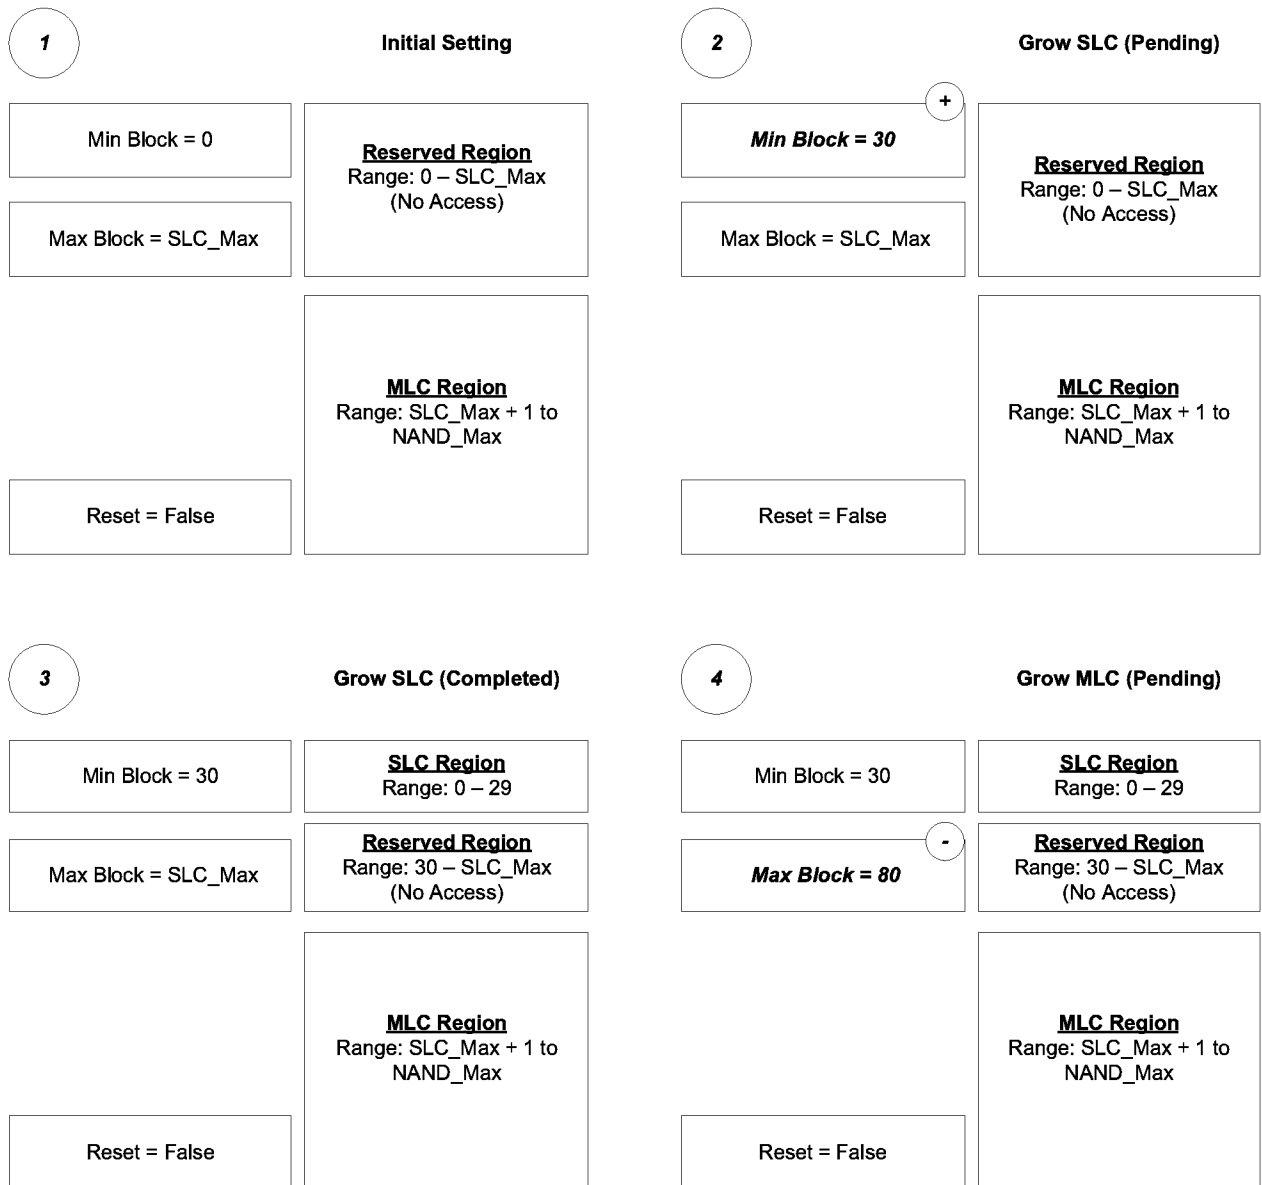 1
Initial Setting
Min Block = 0
Max Block = SLC_Max
Reserved Region
Range: 0 – SLC_Max
(No Access)
MLC Region
Range: SLC_Max + 1 to
NAND_Max
Reset = False
2
Grow SLC (Pending)
+
Min Block = 30
Max Block = SLC_Max
Reserved Region
Range: 0 – SLC_Max
(No Access)
MLC Region
Range: SLC_Max + 1 to
NAND_Max
Reset = False
3
Grow SLC (Completed)
Min Block = 30
SLC Region
Range: 0 – 29
Max Block = SLC_Max
Reserved Region
Range: 30 – SLC_Max
(No Access)
MLC Region
Range: SLC_Max + 1 to
NAND_Max
Reset = False
4
Grow MLC (Pending)
Min Block = 30
SLC Region
Range: 0 – 29
-
Max Block = 80
Reserved Region
Range: 30 – SLC_Max
(No Access)
MLC Region
Range: SLC_Max + 1 to
NAND_Max
Reset = False